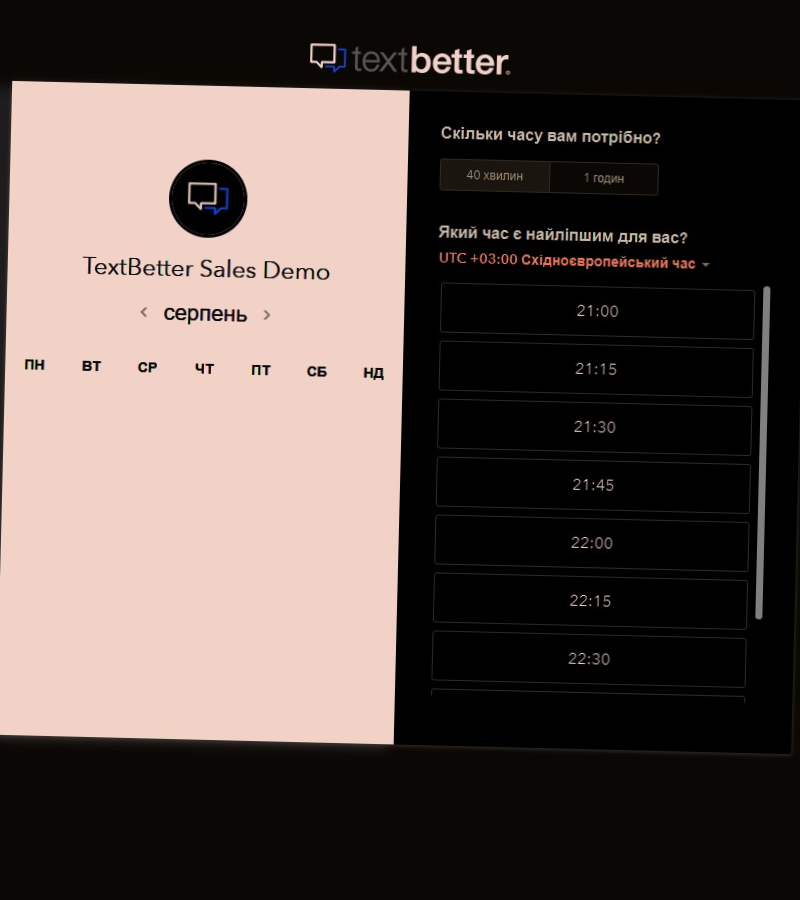 textbetter.
TextBetter Sales Demo
серпень
ПН ВТ СР ЧТ ПТ СБ НД
Скільки часу вам потрібно?
40 хвилин 1 годин
Який час є найліпшим для вас?
UTC +03:00 Східноєвропейський час
21:00
21:15
21:30
21:45
22:00
22:15
22:30